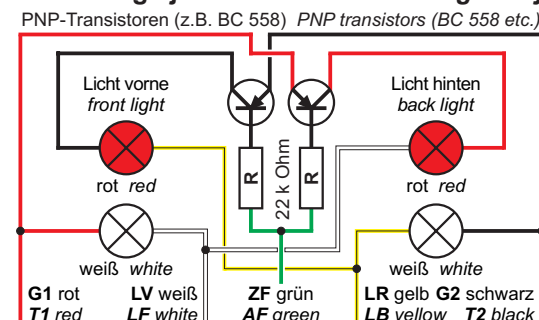 PNP-Transistoren (z.B. BC 558) PNP transistors (BC 558 etc.)
Licht vorne
front light
Licht hinten
back light
rot red
R
22 k Ohm
R
rot red
weiß white
weiß white
G1 rot LV weiß ZF grün LR gelb G2 schwarz
T1 red LF white AF green LB yellow T2 black